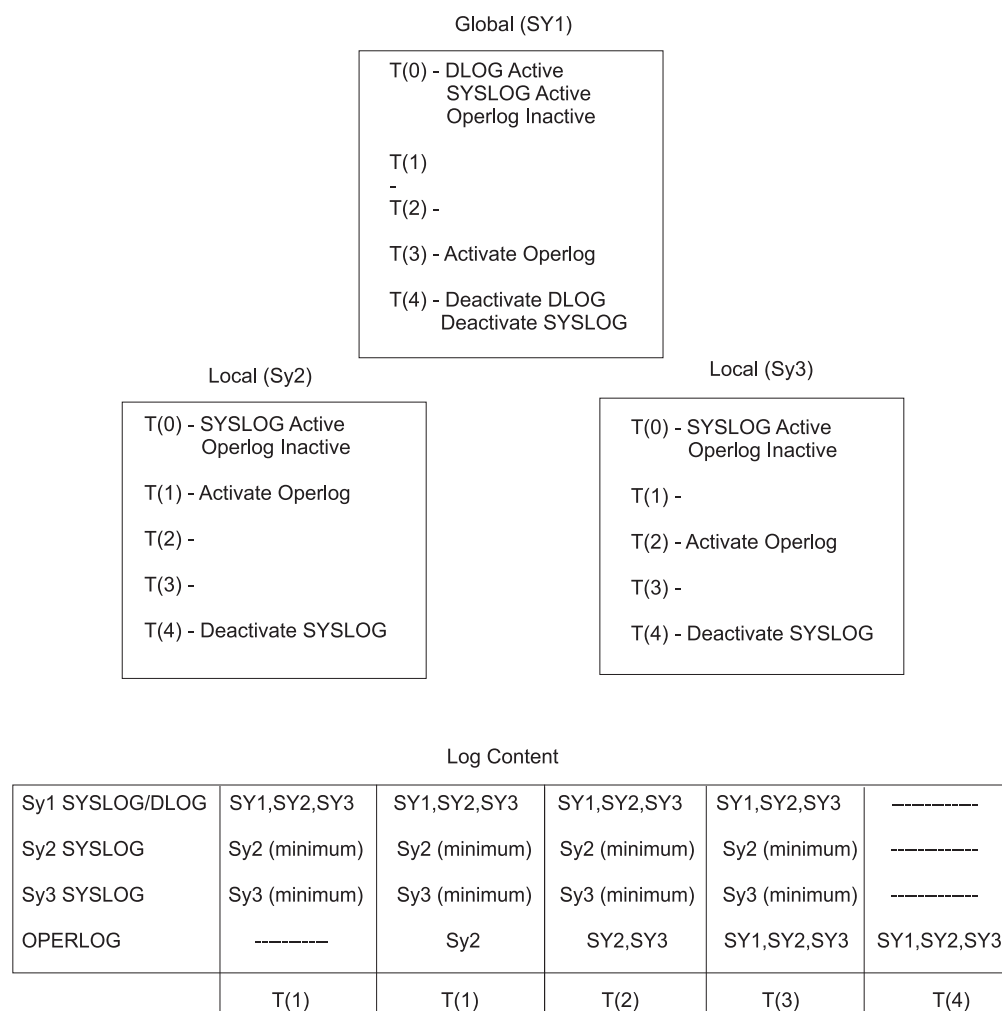 Global (SY1)
T(0) - DLOG Active
SYSLOG Active
Operlog Inactive
T(1)
-
T(2) -
T(3) - Activate Operlog
T(4) - Deactivate DLOG
Deactivate SYSLOG
Local (Sy2)
T(0) - SYSLOG Active
Operlog Inactive
T(1) - Activate Operlog
T(2) -
T(3) -
T(4) - Deactivate SYSLOG
Local (Sy3)
T(0) - SYSLOG Active
Operlog Inactive
T(1) -
T(2) - Activate Operlog
T(3) -
T(4) - Deactivate SYSLOG
Log Content
Sy1 SYSLOG/DLOG SY1,SY2,SY3 SY1,SY2,SY3 SY1,SY2,SY3 SY1,SY2,SY3 -------------
Sy2 SYSLOG Sy2 (minimum) Sy2 (minimum) Sy2 (minimum) Sy2 (minimum) -------------
Sy3 SYSLOG Sy3 (minimum) Sy3 (minimum) Sy3 (minimum) Sy3 (minimum) -------------
OPERLOG ----------- Sy2 SY2,SY3 SY1,SY2,SY3 SY1,SY2,SY3
T(1) T(1) T(2) T(3) T(4)